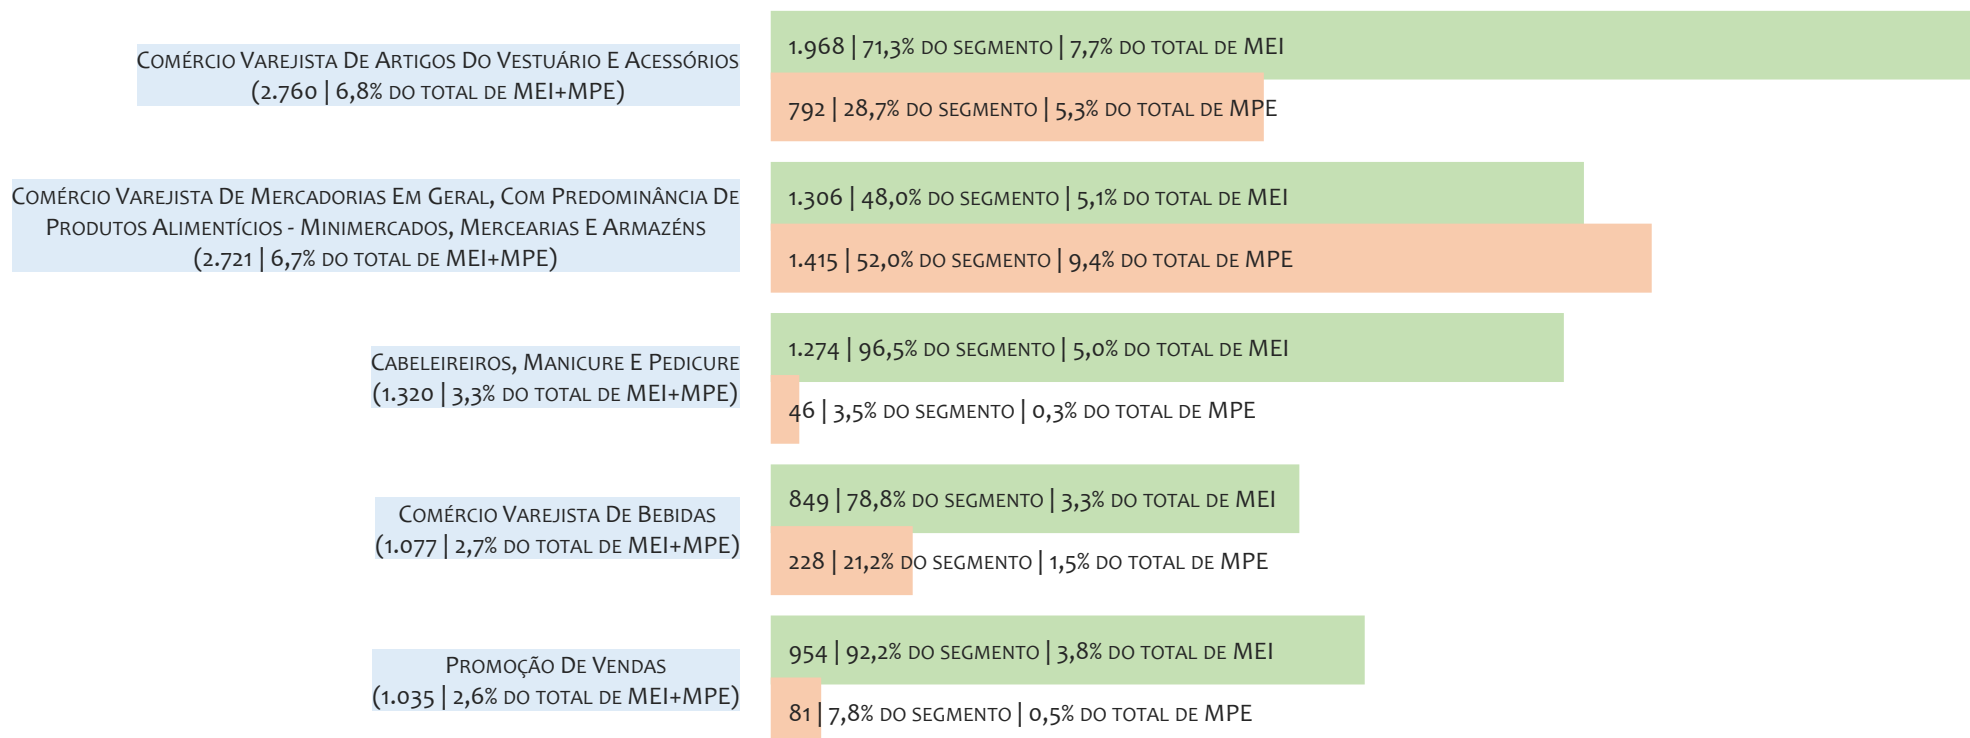 Comércio Varejista De Artigos Do Vestuário E Acessórios
(2.760 | 6,8% do total de MEI+MPE)
1.968 | 71,3% do segmento | 7,7% do total de MEI
792 | 28,7% do segmento | 5,3% do total de MPE
Comércio Varejista De Mercadorias Em Geral, Com Predominância De
Produtos Alimentícios - Minimercados, Mercearias E Armazéns
(2.721 | 6,7% do total de MEI+MPE)
1.306 | 48,0% do segmento | 5,1% do total de MEI
1.415 | 52,0% do segmento | 9,4% do total de MPE
Cabeleireiros, Manicure E Pedicure
(1.320 | 3,3% do total de MEI+MPE)
1.274 | 96,5% do segmento | 5,0% do total de MEI
46 | 3,5% do segmento | 0,3% do total de MPE
Comércio Varejista De Bebidas
(1.077 | 2,7% do total de MEI+MPE)
849 | 78,8% do segmento | 3,3% do total de MEI
228 | 21,2% do segmento | 1,5% do total de MPE
Promoção De Vendas
(1.035 | 2,6% do total de MEI+MPE)
954 | 92,2% do segmento | 3,8% do total de MEI
81 | 7,8% do segmento | 0,5% do total de MPE